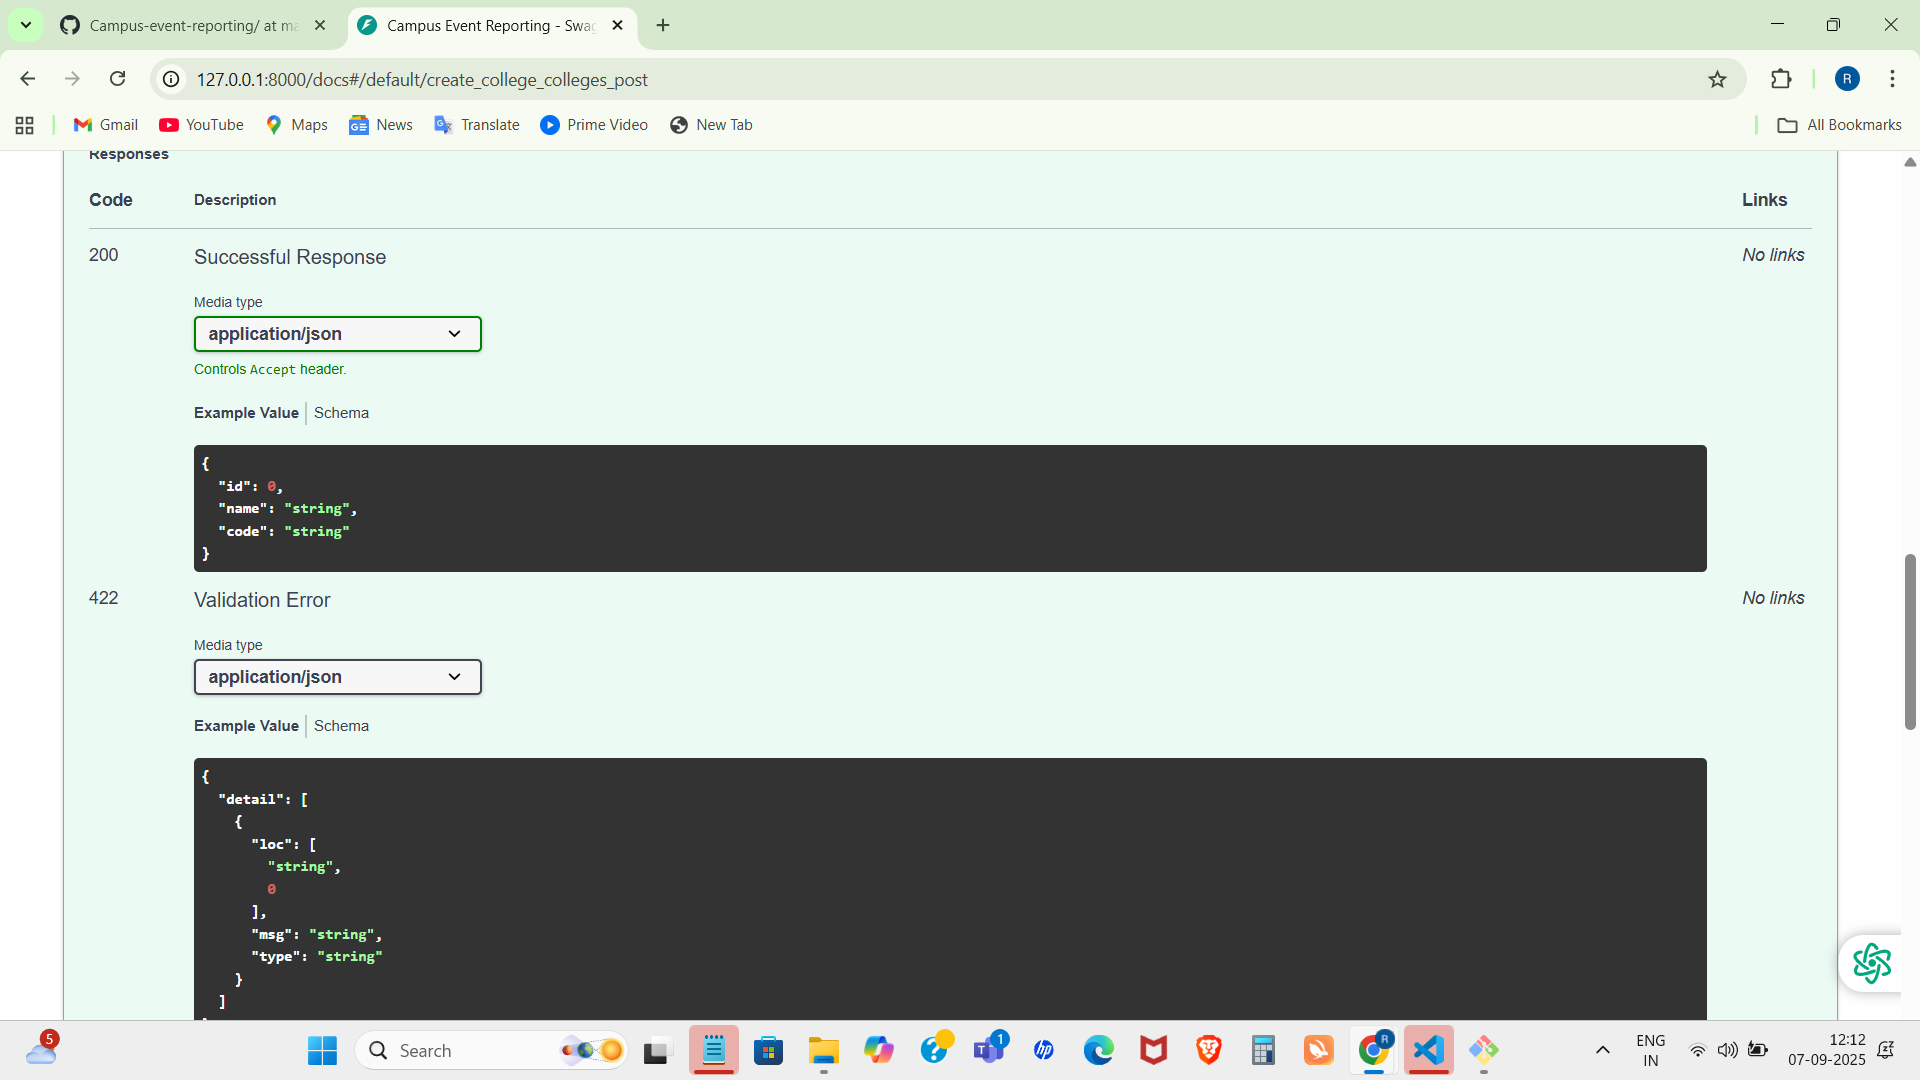 Campus-event-reporting/ at ma
Campus Event Reporting - Swag
127.0.0.1:8000/docs#/default/create_college_colleges_post
R
Gmail
YouTube
Maps
News
Translate
Prime Video
New Tab
All Bookmarks
Responses
Code
Description
Links
200
Successful Response
No links
Media type
application/json
Controls Accept header.
Example Value
Schema
{
"id": 0,
"name": "string",
"code": "string"
}
422
Validation Error
No links
Media type
application/json
Example Value
Schema
{
"detail": [
{
"loc": [
"string",
0
],
"msg": "string",
"type": "string"
}
]
5
Search
1
R
ENG
IN
12:12
07-09-2025